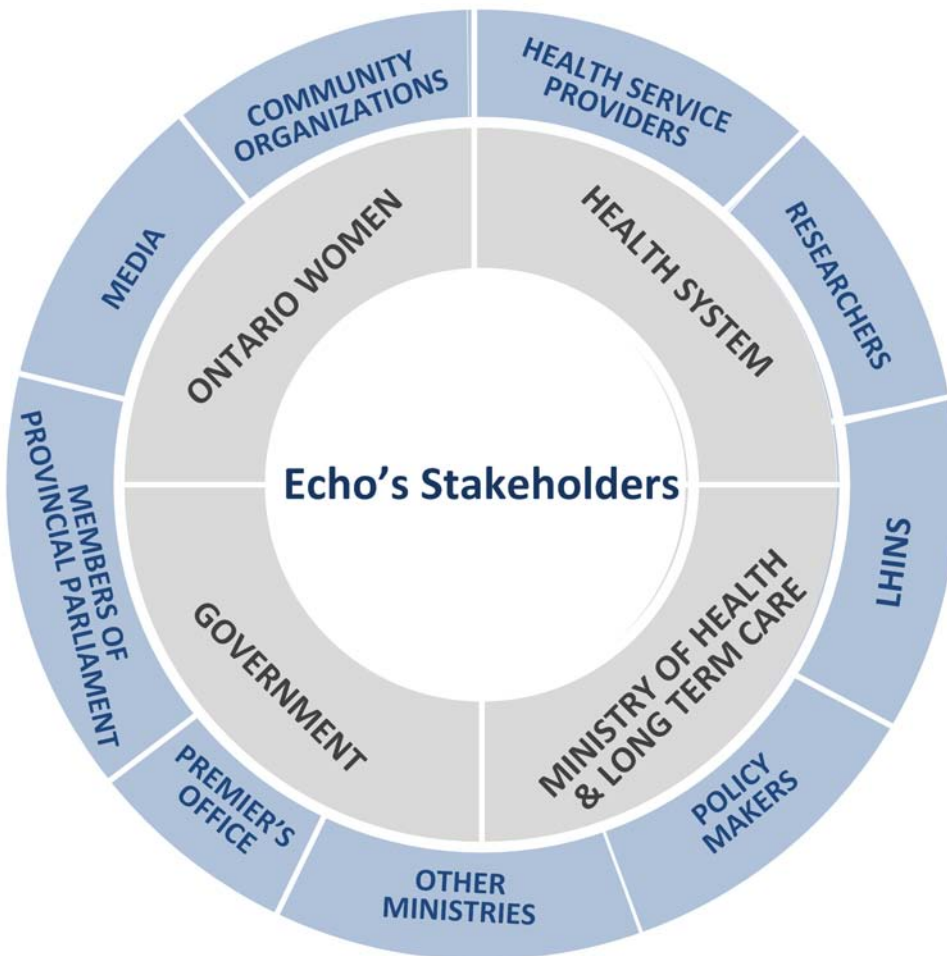 COMMUNITY
ORGANIZATIONS
HEALTH SERVICE
PROVIDERS
RESEARCHERS
LHINS
POLICY
MAKERS
OTHER
MINISTRIES
PREMIER'S
OFFICE
MEMBERS OF
PROVINCIAL PARLIAMENT
MEDIA
ONTARIO WOMEN
HEALTH SYSTEM
MINISTRY OF HEALTH
& LONG TERM CARE
GOVERNMENT
Echo’s Stakeholders